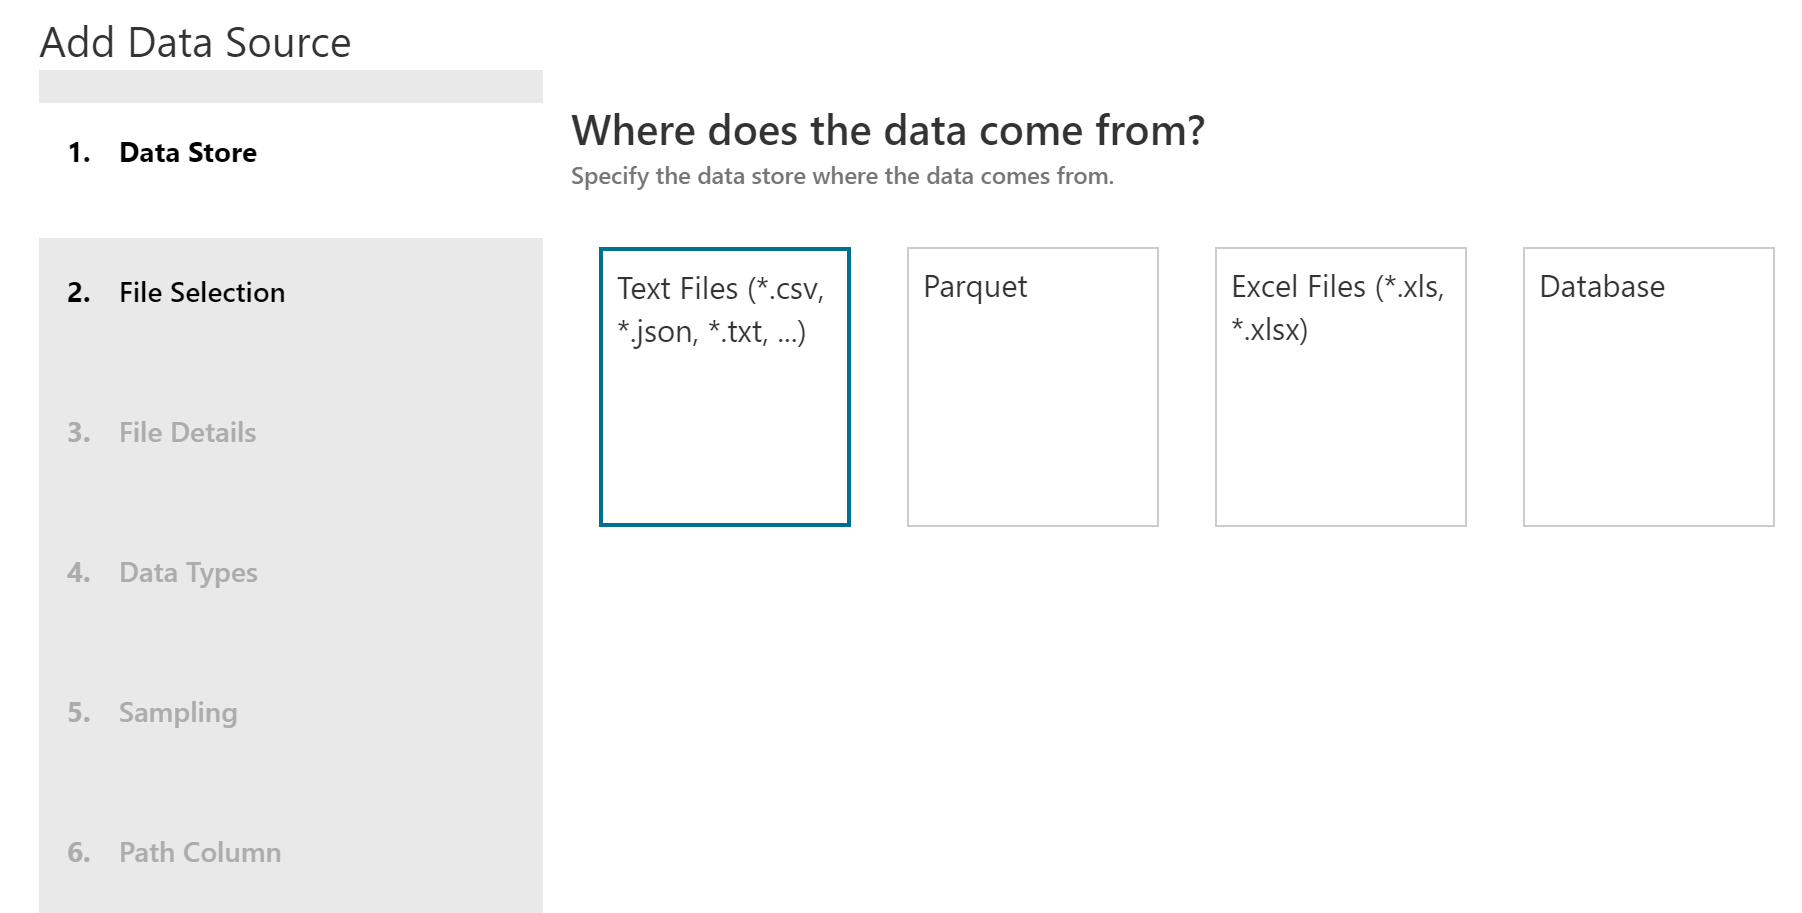 Add Data Source
1. Data Store
2. File Selection
3. File Details
4. Data Types
5. Sampling
6. Path Column
Where does the data come from?
Specify the data store where the data comes from.
Text Files (*.csv,
*.json, *.txt, ...)
Parquet
Excel Files (*.xls,
*.xlsx)
Database